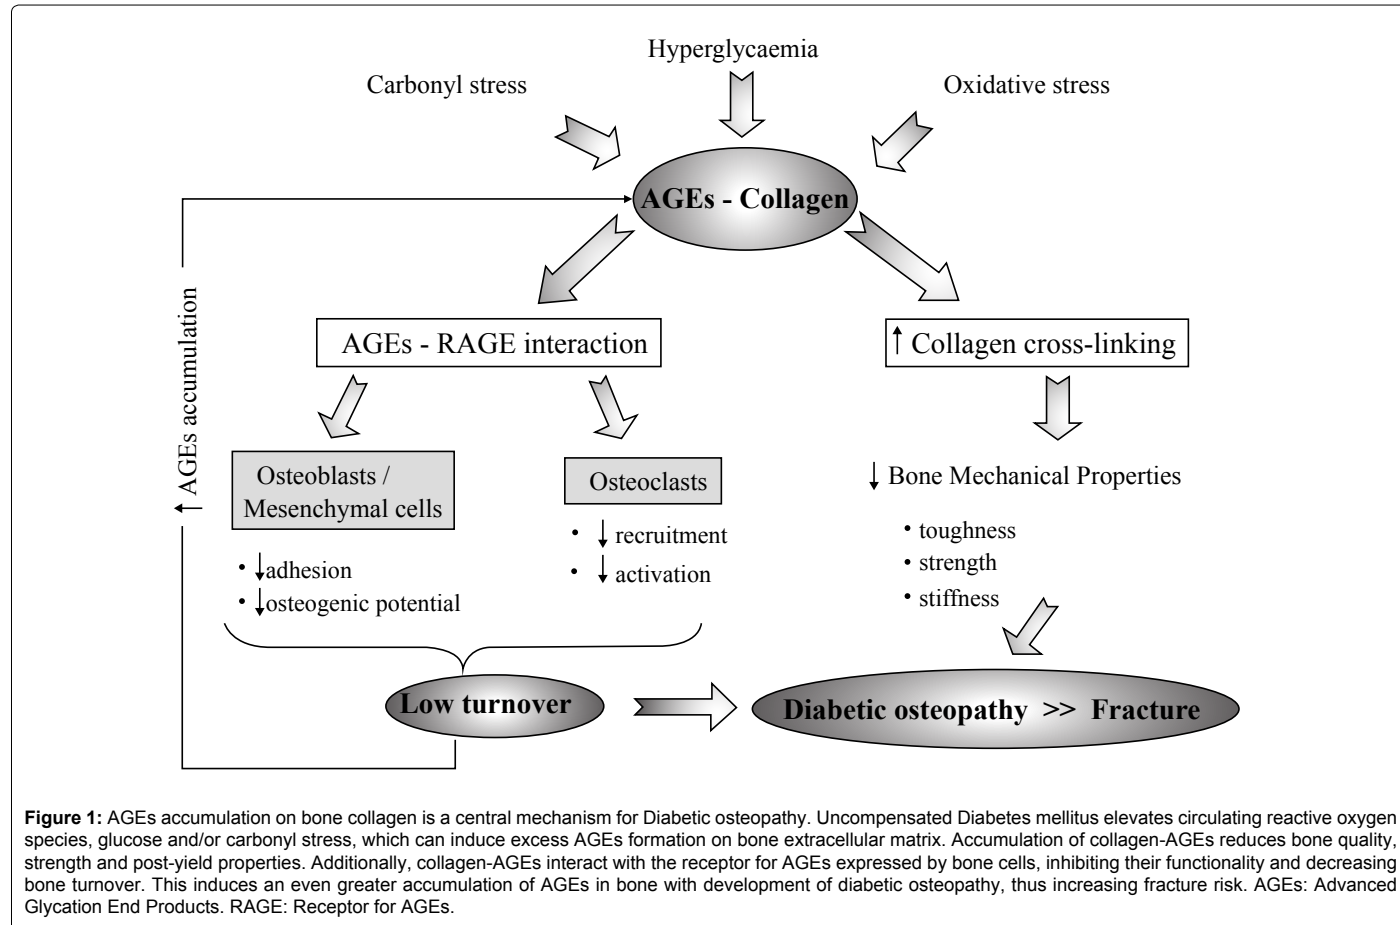 Hyperglycaemia
Carbonyl stress
Oxidative stress
AGEs - Collagen
↑ AGEs accumulation
AGEs - RAGE interaction
↑ Collagen cross-linking
Osteoblasts /
Mesenchymal cells
Osteoclasts
↓ Bone Mechanical Properties
• ↓adhesion
• ↓osteogenic potential
• ↓ recruitment
• ↓ activation
• toughness
• strength
• stiffness
Low turnover
Diabetic osteopathy >> Fracture
Figure 1: AGEs accumulation on bone collagen is a central mechanism for Diabetic osteopathy. Uncompensated Diabetes mellitus elevates circulating reactive oxygen
species, glucose and/or carbonyl stress, which can induce excess AGEs formation on bone extracellular matrix. Accumulation of collagen-AGEs reduces bone quality,
strength and post-yield properties. Additionally, collagen-AGEs interact with the receptor for AGEs expressed by bone cells, inhibiting their functionality and decreasing
bone turnover. This induces an even greater accumulation of AGEs in bone with development of diabetic osteopathy, thus increasing fracture risk. AGEs: Advanced
Glycation End Products. RAGE: Receptor for AGEs.